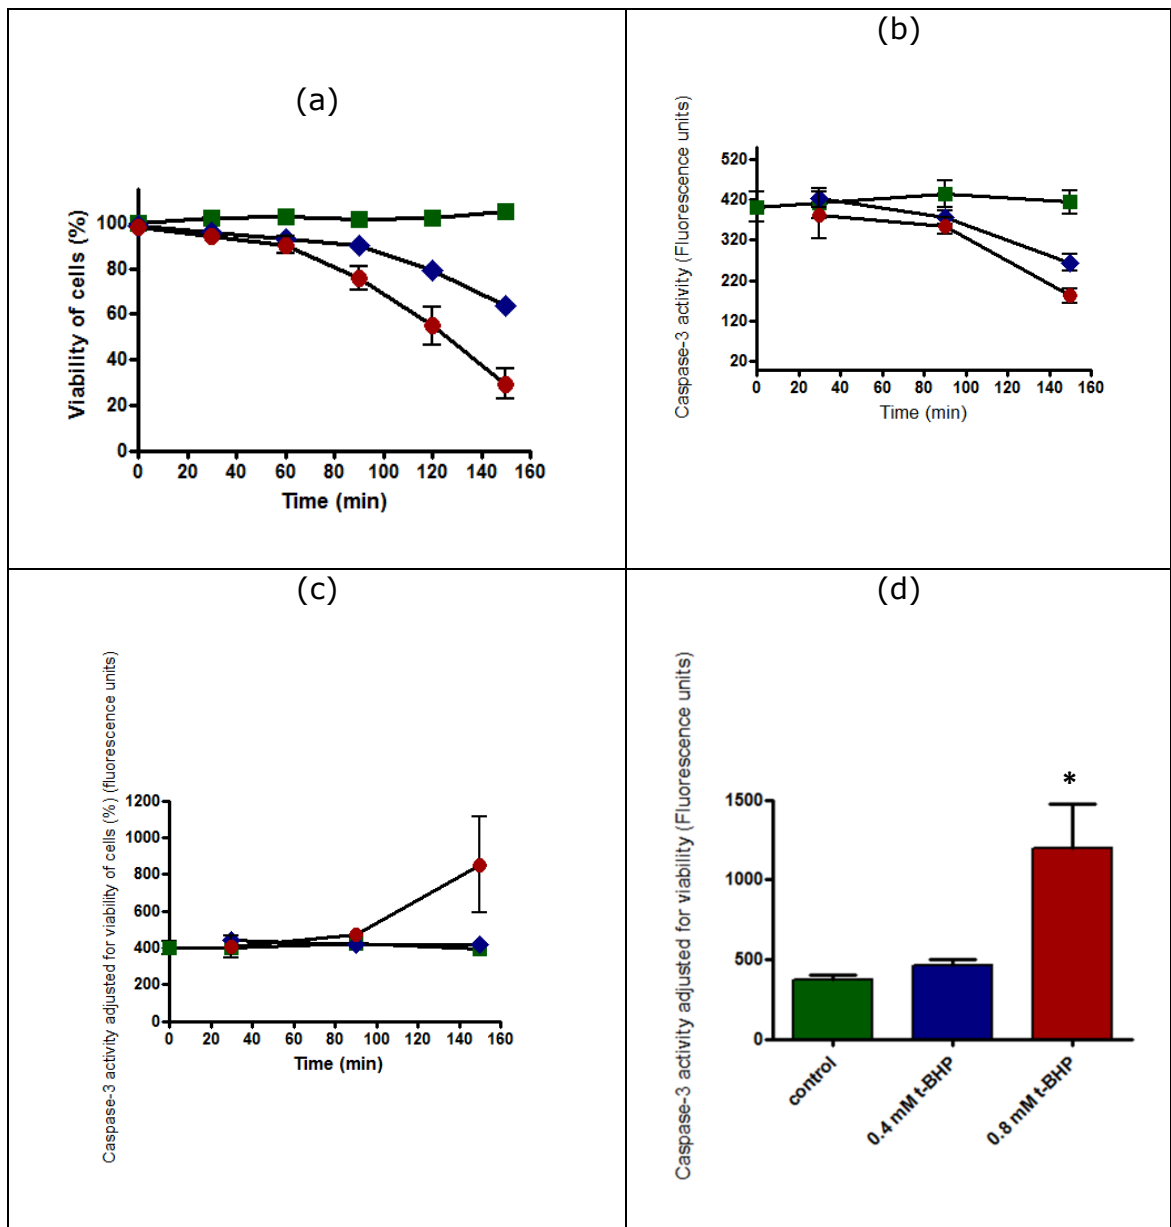 (a)
Viability of cells (%)
100
80
60
40
20
0
0 20 40 60 80 100 120 140 160
Time (min)
(b)
Caspase-3 activity (Fluorescence units)
520
420
320
220
120
20
0 20 40 60 80 100 120 140 160
Time (min)
(c)
Caspase-3 activity adjusted for viability of cells (%) (fluorescence units)
1200
1000
800
600
400
200
0
0 20 40 60 80 100 120 140 160
Time (min)
(d)
Caspase-3 activity adjusted for viability (Fluorescence units)
*
1500
1000
500
0
control
0.4 mM t-BHP
0.8 mM t-BHP